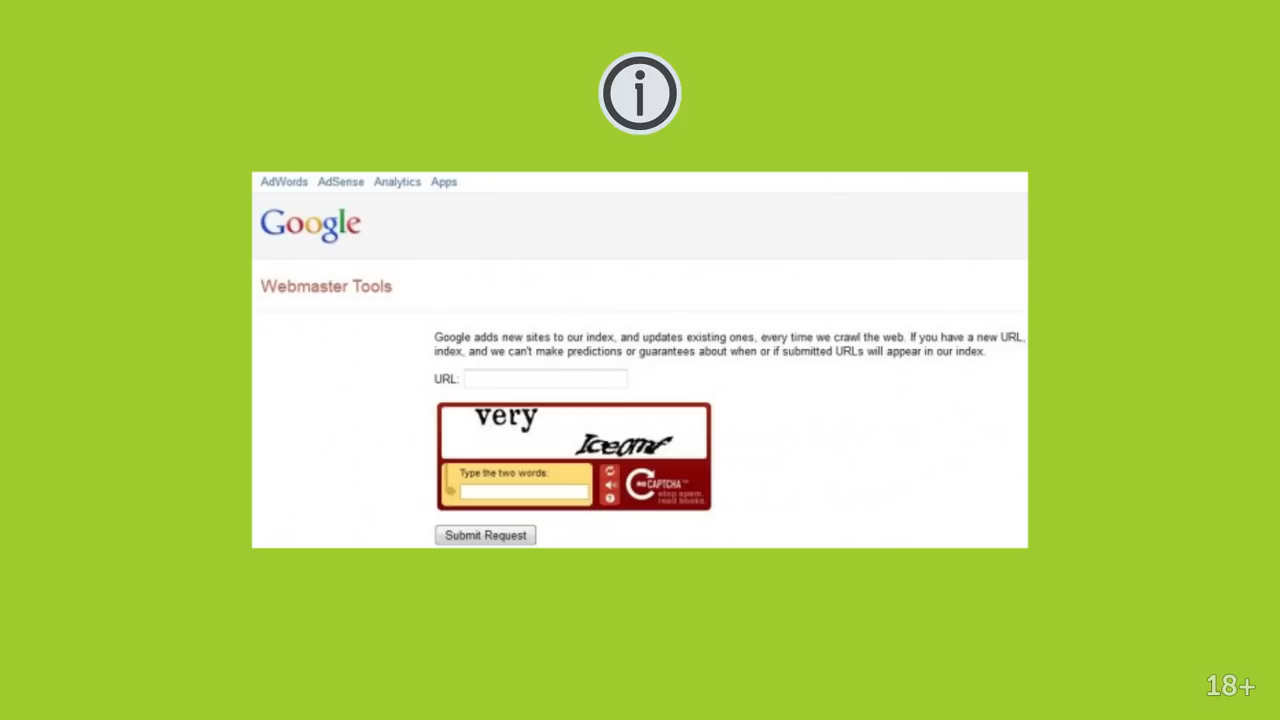 AdWords AdSense Analytics Apps
Google
Webmaster Tools
Google adds new sites to our index, and updates existing ones, every time we crawl the web. If you have a new URL,
index, and we can't make predictions or guarantees about when or if submitted URLs will appear in our index.
URL:
very
Type the two words:
reCAPTCHA™
stop spam.
read books.
Submit Request
18+